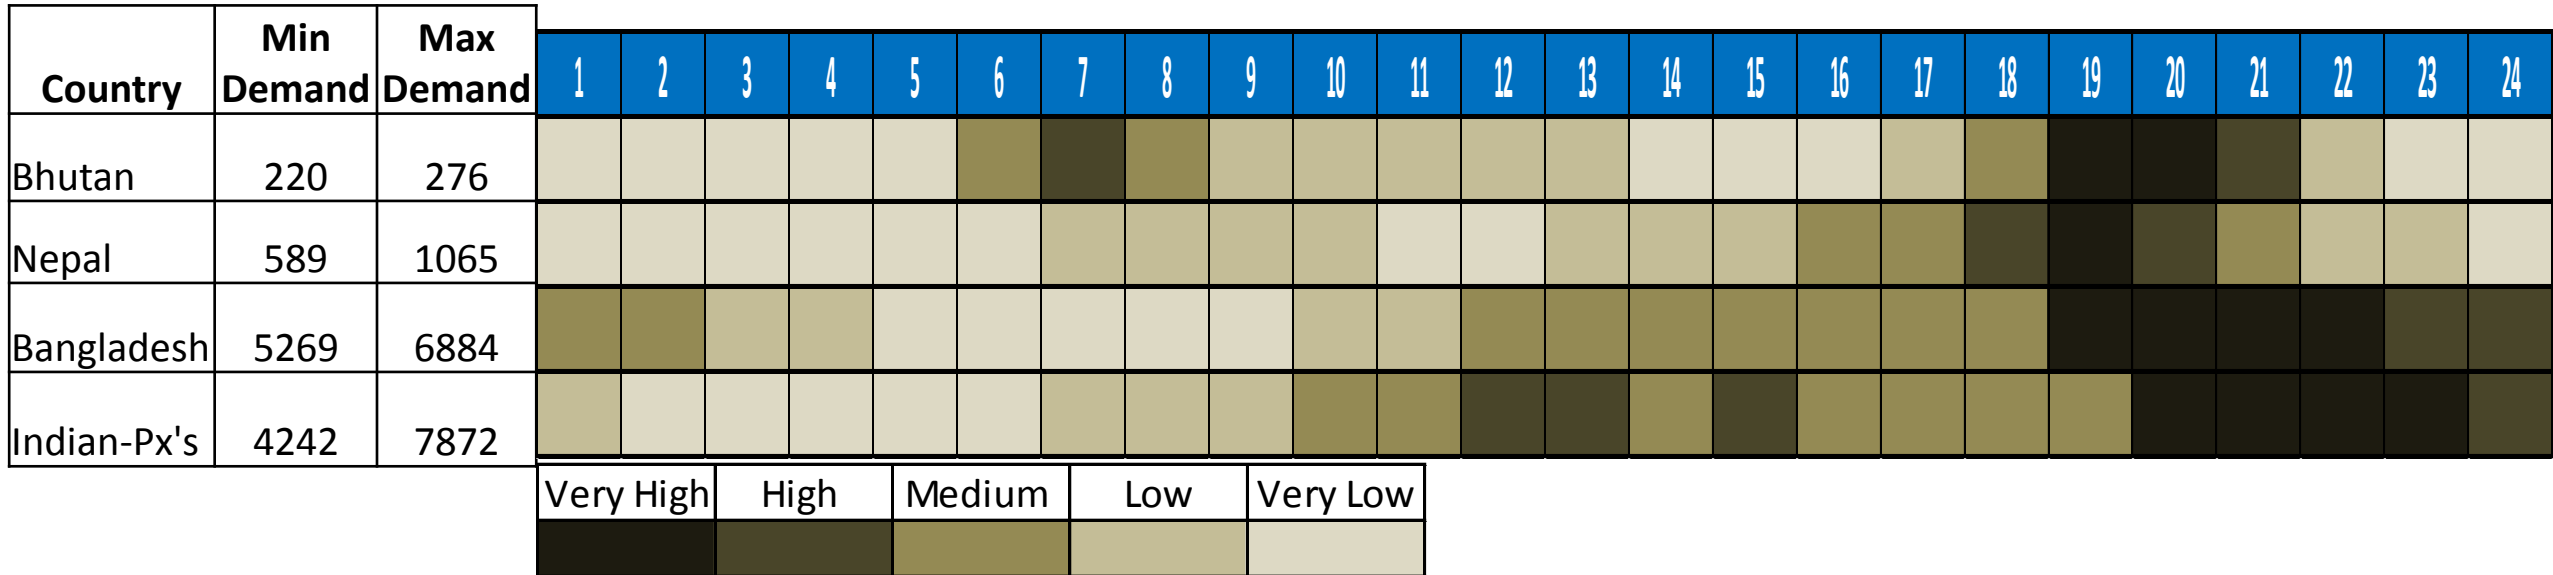 Country Min Demand Max Demand 1 2 3 4 5 6 7 8 9 10 11 12 13 14 15 16 17 18 19 20 21 22 23 24
Bhutan 220 276
Nepal 589 1065
Bangladesh 5269 6884
Indian-Px's 4242 7872
Very High High Medium Low Very Low